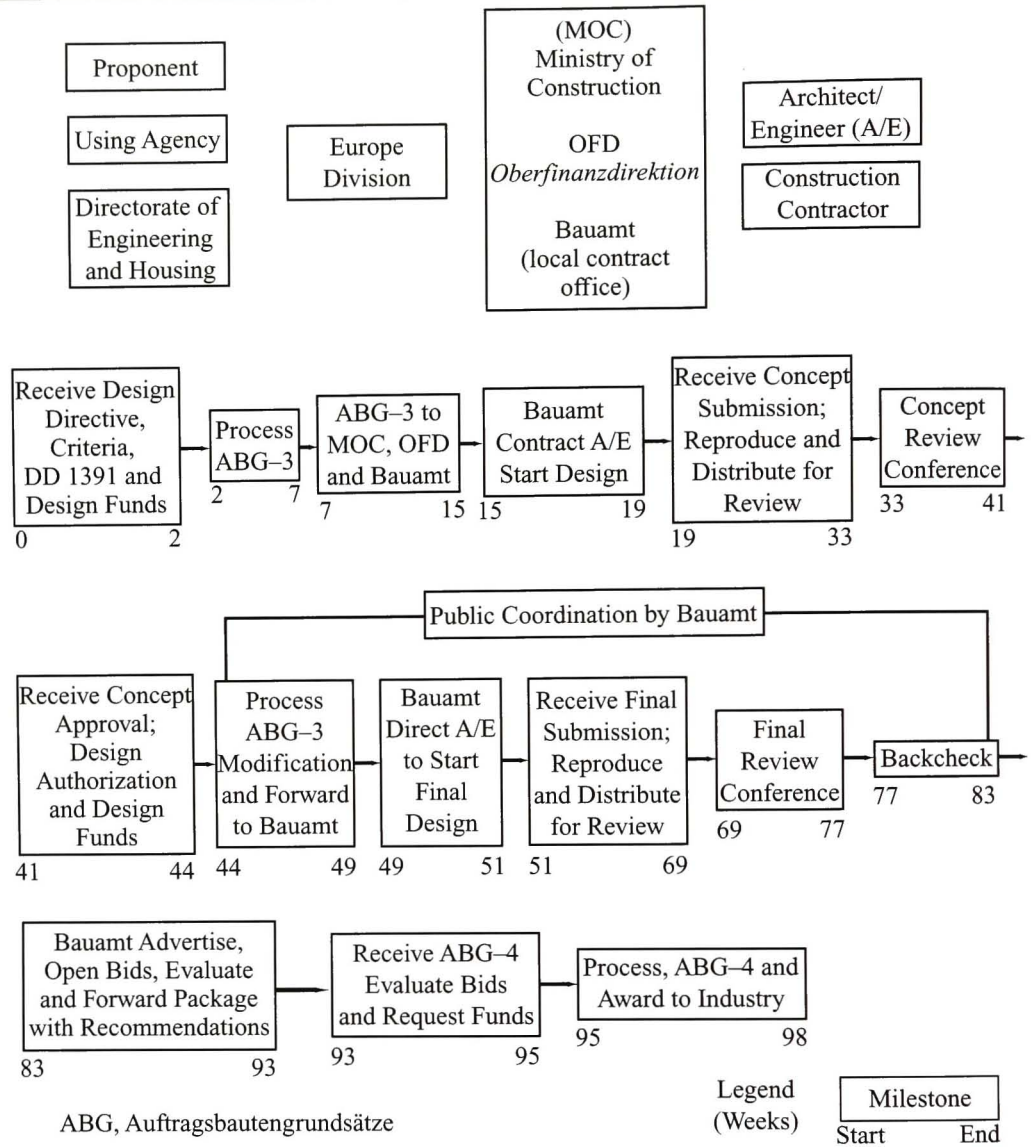 Proponent
Using Agency
Directorate of
Engineering
and Housing
Europe
Division
(MOC)
Ministry of
Construction
OFD
Oberfinanzdirektion
Bauamt
(local contract
office)
Architect/
Engineer (A/E)
Construction
Contractor
Receive Design
Directive,
Criteria,
DD 1391 and
Design Funds
0 2
Process
ABG–3
2 7
ABG–3 to
MOC, OFD
and Bauamt
7 15
Bauamt
Contract A/E
Start Design
15 19
Receive Concept
Submission;
Reproduce and
Distribute for
Review
19 33
Concept
Review
Conference
33 41
Public Coordination by Bauamt
Receive Concept
Approval;
Design
Authorization
and Design
Funds
41 44
Process
ABG–3
Modification
and Forward
to Bauamt
44 49
Bauamt
Direct A/E
to Start
Final
Design
49 51
Receive Final
Submission;
Reproduce
and Distribute
for Review
51 69
Final
Review
Conference
69 77
Backcheck
77 83
Bauamt Advertise,
Open Bids, Evaluate
and Forward Package
with Recommendations
83 93
Receive ABG–4
Evaluate Bids
and Request Funds
93 95
Process, ABG–4 and
Award to Industry
95 98
ABG, Auftragsbautengrundsätze
Legend
(Weeks)
Milestone
Start End